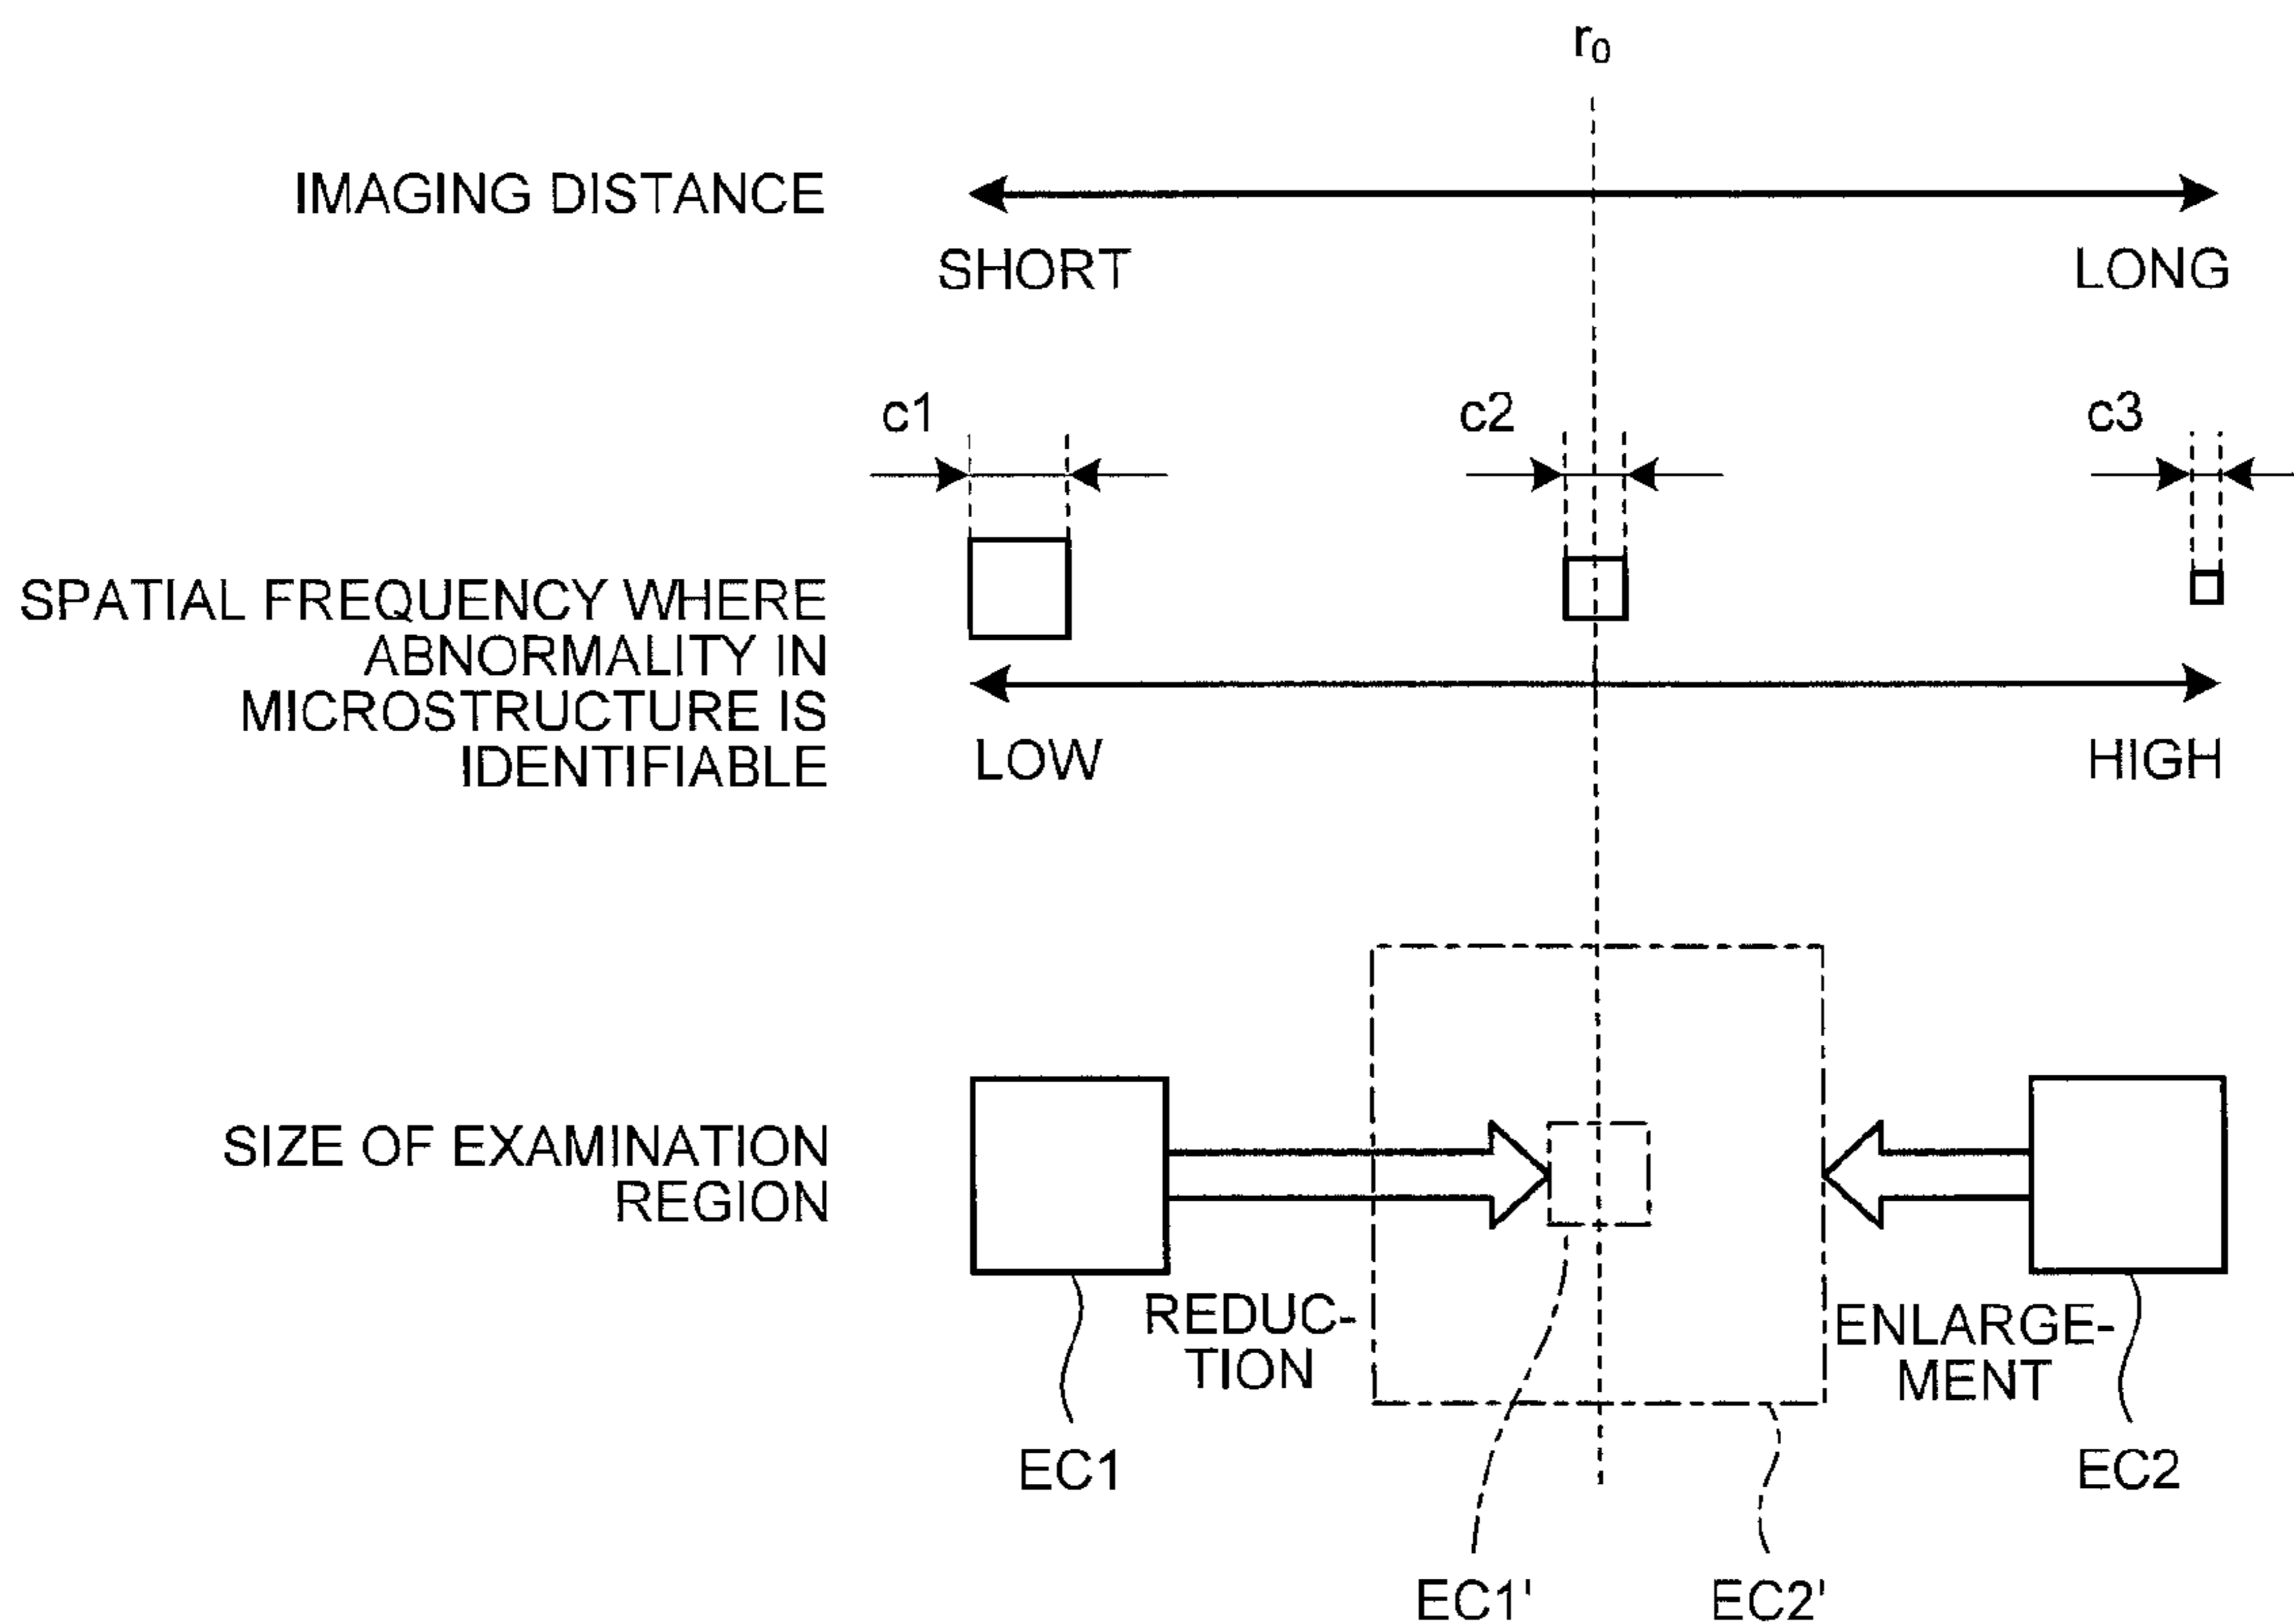 r₀
IMAGING DISTANCE
SHORT
LONG
c1
c2
c3
SPATIAL FREQUENCY WHERE
ABNORMALITY IN
MICROSTRUCTURE IS
IDENTIFIABLE
LOW
HIGH
SIZE OF EXAMINATION
REGION
REDUC-
TION
ENLARGE-
MENT
EC1
EC2
EC1'
EC2'